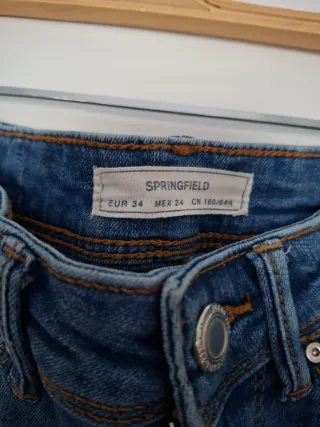 SPRINGFIELD
EUR 34 MEX 24 CN 160/64A